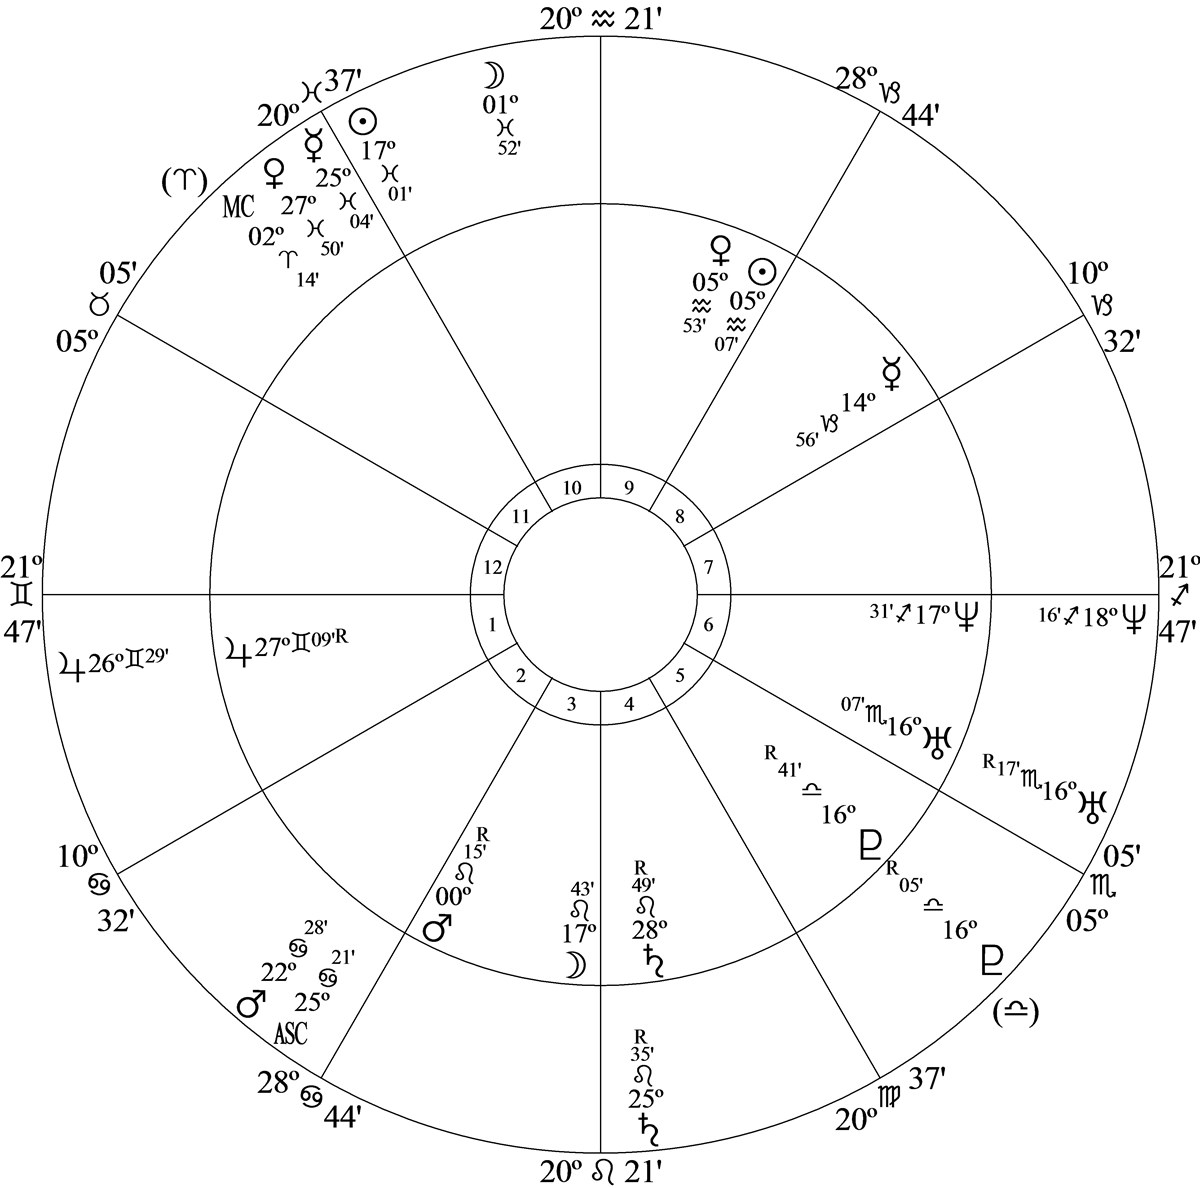 20º ♒ 21'
28º ♑ 44'
10º ♑ 32'
21º ♐ 47'
05' ♏ 05º
(♎)
37' ♍ 20º
20º ♌ 21'
28º ♋ 44'
10º ♋ 32'
21º ♊ 47'
05' ♉ 05º
(♈)
20º ♓ 37'
☽ 01º ♓ 52'
☉ 17º ♓ 01'
☿ 25º ♓ 04'
♀ 27º ♓ 50'
MC 02º ♈ 14'
♃ 26º ♊ 29'
♂ 22º ♋ 28'
ASC 25º ♋ 21'
R 35' ♌ 25º ♄
R 05' ♎ 16º ♇
R 17' ♏ 16º ♅
16' ♐ 18º ♆
♀ 05º ♒ 53'
☉ 05º ♒ 07'
☿ 14º ♑ 56'
31' ♐ 17º ♆
07' ♏ 16º ♅
R 41' ♎ 16º ♇
R 49' ♌ 28º ♄
43' ♌ 17º ☽
R 15' ♌ 00º ♂
♃ 27º ♊ 09' R
10
9
11
8
12
7
1
6
2
5
3
4